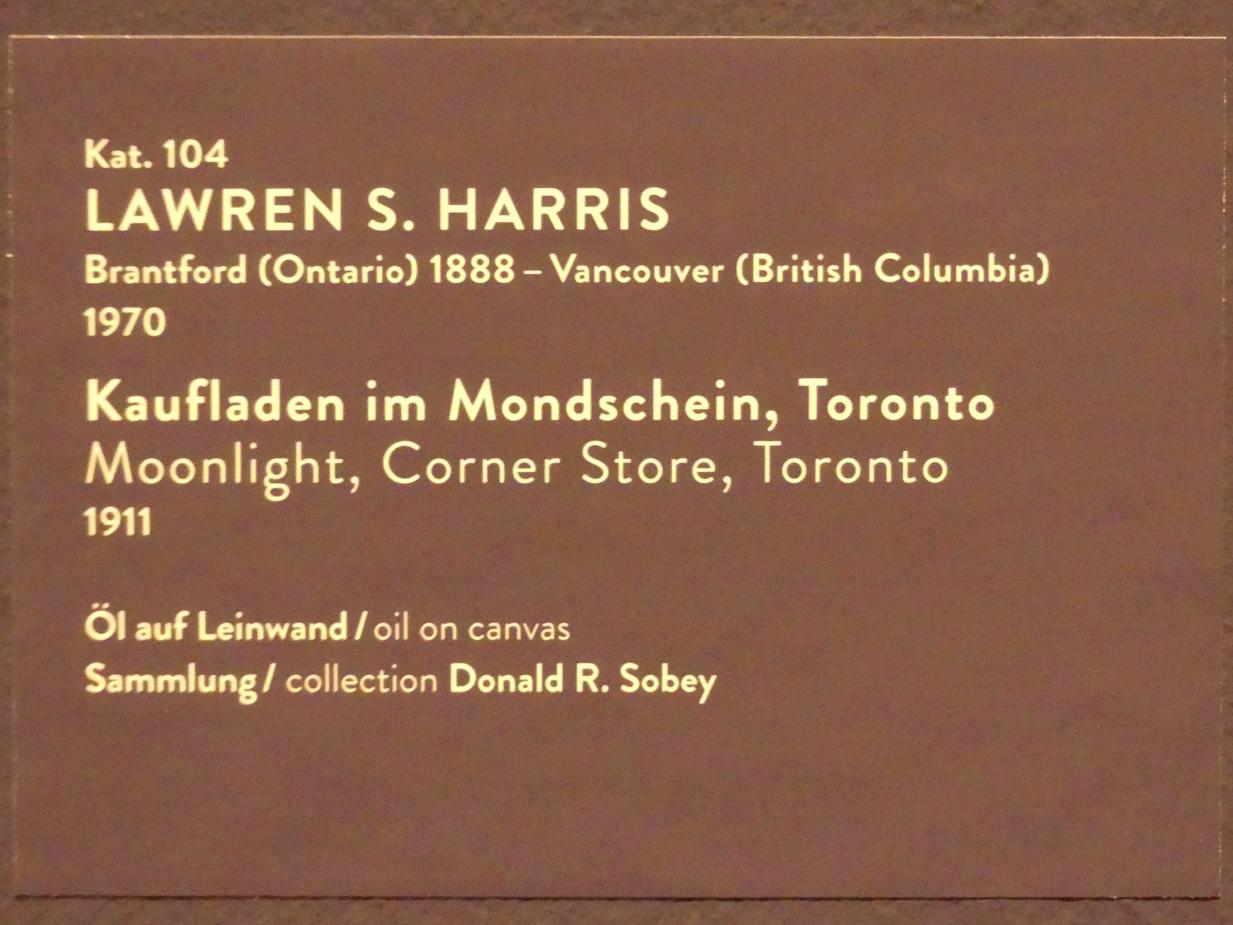 Kat. 104
LAWREN S. HARRIS
Brantford (Ontario) 1888 – Vancouver (British Columbia)
1970
Kaufladen im Mondschein, Toronto
Moonlight, Corner Store, Toronto
1911
Öl auf Leinwand / oil on canvas
Sammlung / collection Donald R. Sobey